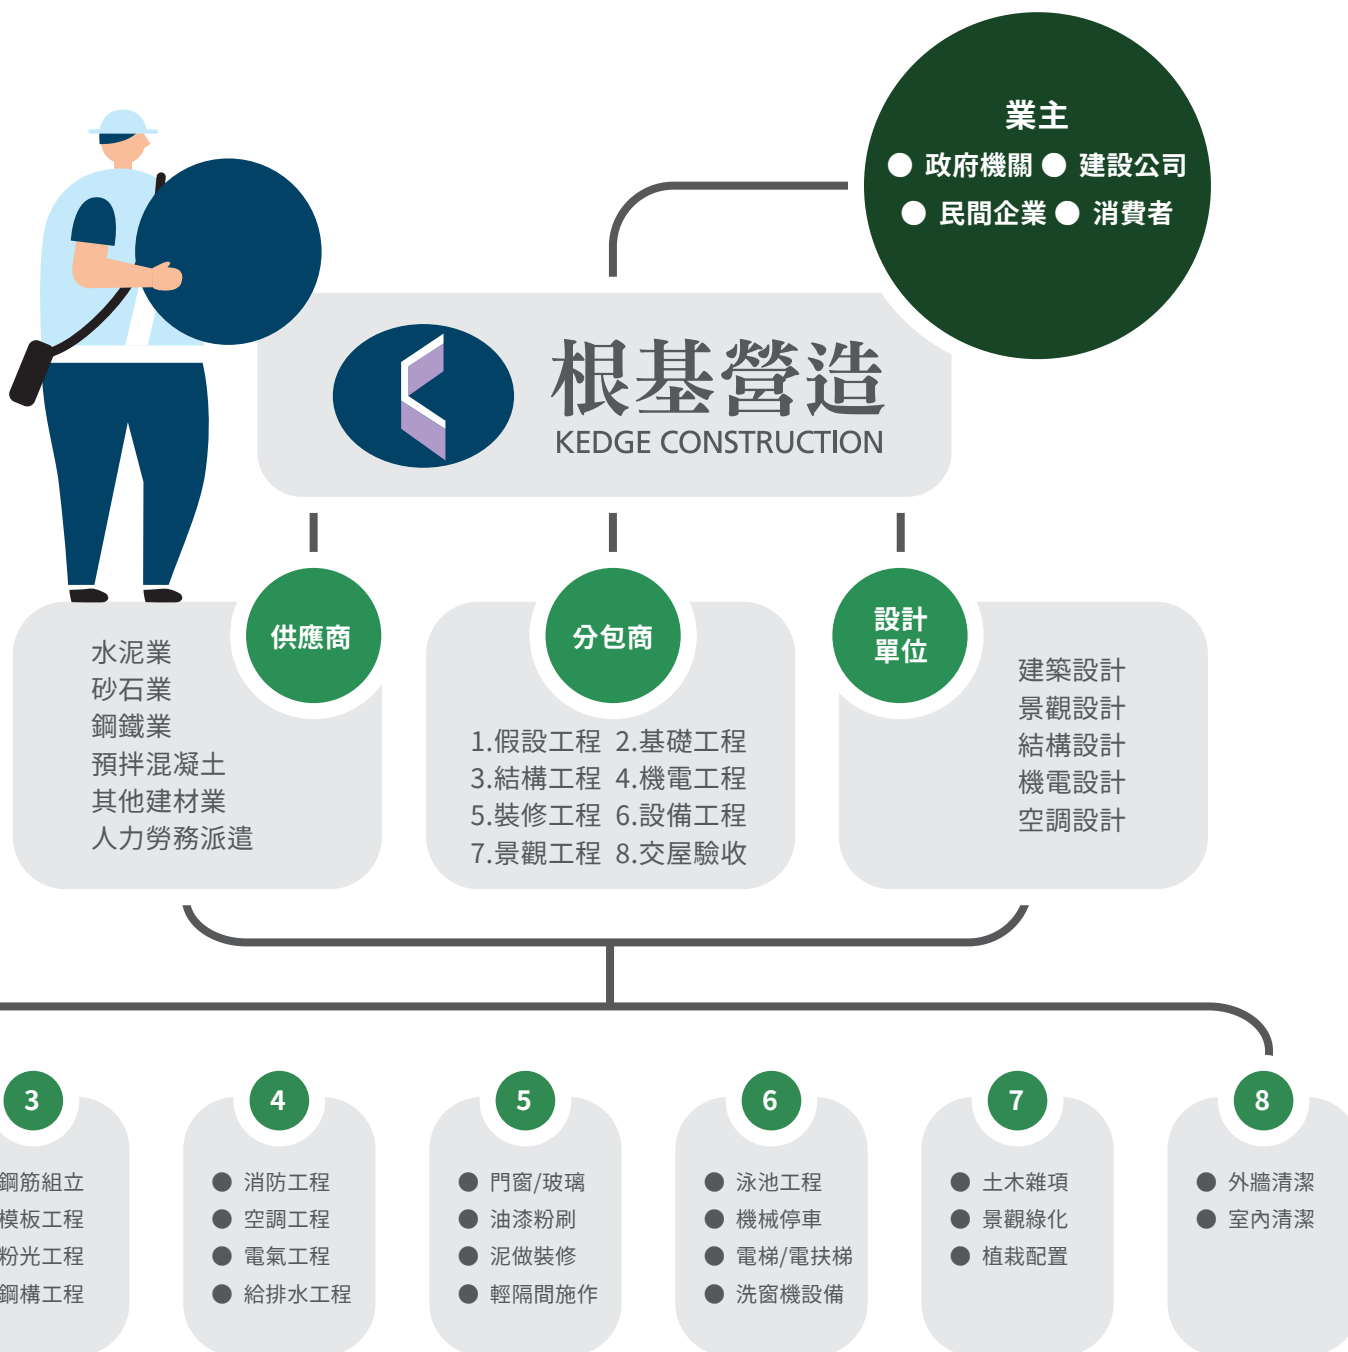 業主
● 政府機關 ● 建設公司
● 民間企業 ● 消費者
根基營造
KEDGE CONSTRUCTION
供應商
水泥業
砂石業
鋼鐵業
預拌混凝土
其他建材業
人力勞務派遣
分包商
1.假設工程 2.基礎工程
3.結構工程 4.機電工程
5.裝修工程 6.設備工程
7.景觀工程 8.交屋驗收
設計
單位
建築設計
景觀設計
結構設計
機電設計
空調設計
3
鋼筋組立
模板工程
粉光工程
鋼構工程
4
● 消防工程
● 空調工程
● 電氣工程
● 給排水工程
5
● 門窗/玻璃
● 油漆粉刷
● 泥做裝修
● 輕隔間施作
6
● 泳池工程
● 機械停車
● 電梯/電扶梯
● 洗窗機設備
7
● 土木雜項
● 景觀綠化
● 植栽配置
8
● 外牆清潔
● 室內清潔